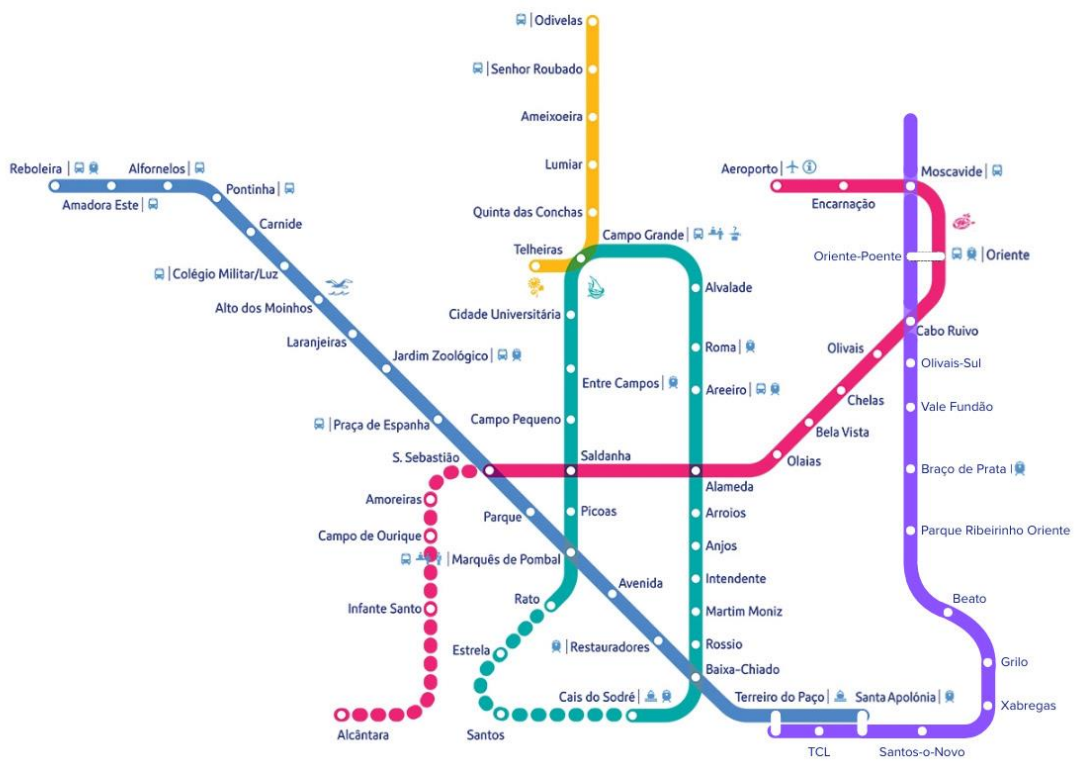 Odivelas
Senhor Roubado
Ameixoeira
Lumiar
Quinta das Conchas
Telheiras
Campo Grande
Reboleira
Alfornelos
Amadora Este
Pontinha
Carnide
Colégio Militar/Luz
Alto dos Moinhos
Laranjeiras
Jardim Zoológico
Praça de Espanha
S. Sebastião
Cidade Universitária
Entre Campos
Campo Pequeno
Saldanha
Picoas
Parque
Marquês de Pombal
Rato
Avenida
Restauradores
Estrela
Santos
Cais do Sodré
Amoreiras
Campo de Ourique
Infante Santo
Alcântara
Alvalade
Roma
Areeiro
Alameda
Arroios
Anjos
Intendente
Martim Moniz
Rossio
Baixa-Chiado
Terreiro do Paço
Santa Apolónia
Aeroporto
Encarnação
Moscavide
Oriente-Poente
Oriente
Cabo Ruivo
Olivais
Chelas
Bela Vista
Olaias
Olivais-Sul
Vale Fundão
Braço de Prata
Parque Ribeirinho Oriente
Beato
Grilo
Xabregas
Santos-o-Novo
TCL